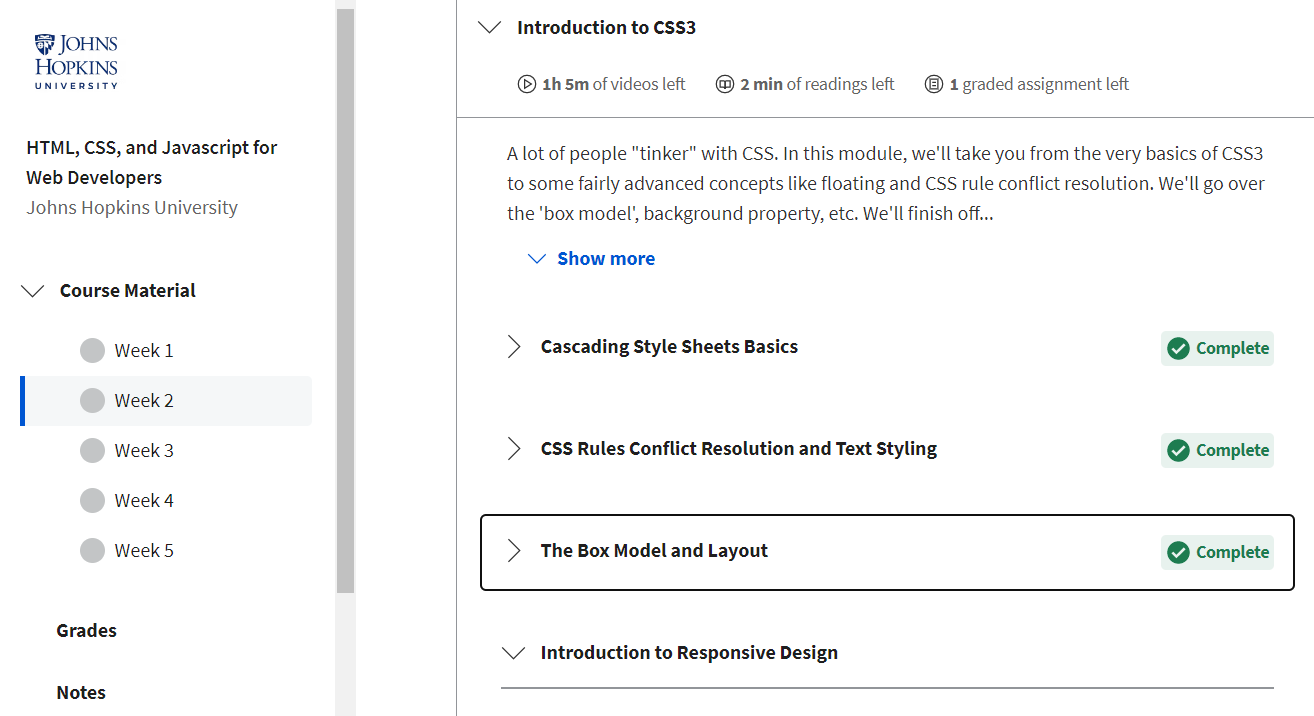 JOHNS
HOPKINS
UNIVERSITY
HTML, CSS, and Javascript for
Web Developers
Johns Hopkins University
Course Material
Week 1
Week 2
Week 3
Week 4
Week 5
Grades
Notes
Introduction to CSS3
1h 5m of videos left 2 min of readings left 1 graded assignment left
A lot of people "tinker" with CSS. In this module, we'll take you from the very basics of CSS3
to some fairly advanced concepts like floating and CSS rule conflict resolution. We'll go over
the 'box model', background property, etc. We'll finish off...
Show more
Cascading Style Sheets Basics Complete
CSS Rules Conflict Resolution and Text Styling Complete
The Box Model and Layout Complete
Introduction to Responsive Design